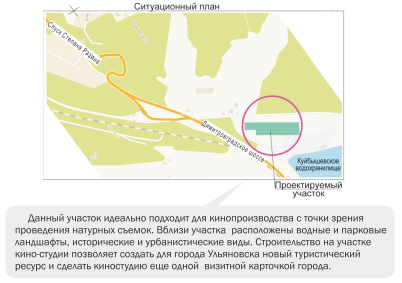 Ситуационный план
Спуск Степана Разина
Димитровградское шоссе
Куйбышевское
водохранилище
Проектируемый
участок
Данный участок идеально подходит для кинопроизводства с точки зрения
проведения натурных съемок. Вблизи участка расположены водные и парковые
ландшафты, исторические и урбанистические виды. Строительство на участке
кино-студии позволяет создать для города Ульяновска новый туристический
ресурс и сделать киностудию еще одной визитной карточкой города.